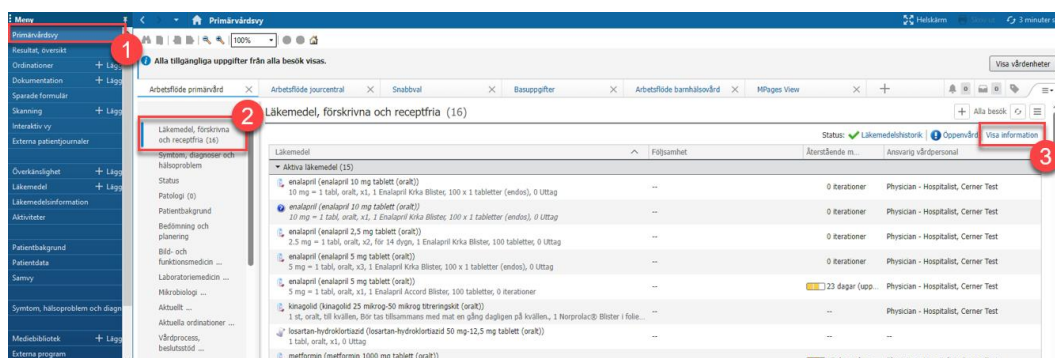 Meny
Primärvårdsvy
Helskärm
Skriv ut
3 minuter s
Primärvårdsvy
Resultat, översikt
Ordinationer + Lägg
Dokumentation + Lägg
Sparade formulär
Skanning + Lägg
Interaktiv vy
Externa patientjournaler
Överkänslighet + Lägg
Läkemedel + Lägg
Läkemedelsinformation
Aktiviteter
Patientbakgrund
Patientdata
Samvy
Symtom, hälsoproblem och diagn
Mediebibliotek + Lägg
Externa program
1
100%
Alla tillgängliga uppgifter från alla besök visas.
Visa vårdenheter
Arbetsflöde primärvård
Arbetsflöde jourcentral
Snabbval
Basuppgifter
Arbetsflöde barnhälsovård
MPages View
0
0
2
Läkemedel, förskrivna
och receptfria (16)
Symtom, diagnoser och
hälsoproblem
Status
Patologi (0)
Patientbakgrund
Bedömning och
planering
Bild- och
funktionsmedicin ...
Laboratoriemedicin ...
Mikrobiologi ...
Aktuellt ...
Aktuella ordinationer ...
Vårdprocess,
beslutsstöd ...
Läkemedel, förskrivna och receptfria (16)
Alla besök
Status: Läkemedelshistorik Öppenvård Visa information
3
Läkemedel Följsamhet Återstående m... Ansvarig vårdpersonal
Aktiva läkemedel (15)
enalapril (enalapril 10 mg tablett (oralt))
10 mg = 1 tabl, oralt, x1, 1 Enalapril Krka Blister, 100 x 1 tabletter (endos), 0 Uttag
-- 0 iterationer Physician - Hospitalist, Cerner Test
enalapril (enalapril 10 mg tablett (oralt))
10 mg = 1 tabl, oralt, x1, 1 Enalapril Krka Blister, 100 x 1 tabletter (endos), 0 Uttag
-- 0 iterationer Physician - Hospitalist, Cerner Test
enalapril (enalapril 2,5 mg tablett (oralt))
2.5 mg = 1 tabl, oralt, x2, för 14 dygn, 1 Enalapril Krka Blister, 100 tabletter, 0 Uttag
-- 0 iterationer Physician - Hospitalist, Cerner Test
enalapril (enalapril 5 mg tablett (oralt))
5 mg = 1 tabl, oralt, x3, 1 Enalapril Krka Blister, 100 x 1 tabletter (endos), 0 Uttag
-- 0 iterationer Physician - Hospitalist, Cerner Test
enalapril (enalapril 5 mg tablett (oralt))
5 mg = 1 tabl, oralt, x1, 1 Enalapril Accord Blister, 100 tabletter, 0 iterationer
-- 23 dagar (upp... Physician - Hospitalist, Cerner Test
kinagolid (kinagolid 25 mikrog-50 mikrog titreringskit (oralt))
1 st, oralt, till kvällen, Bör tas tillsammans med mat en gång dagligen på kvällen., 1 Norprolac® Blister i folie...
-- -- Physician - Hospitalist, Cerner Test
losartan-hydroklortiazid (losartan-hydroklortiazid 50 mg-12,5 mg tablett (oralt))
1 tabl, oralt, x1, 0 Uttag
-- -- --
metformin (metformin 1000 mg tablett (oralt))